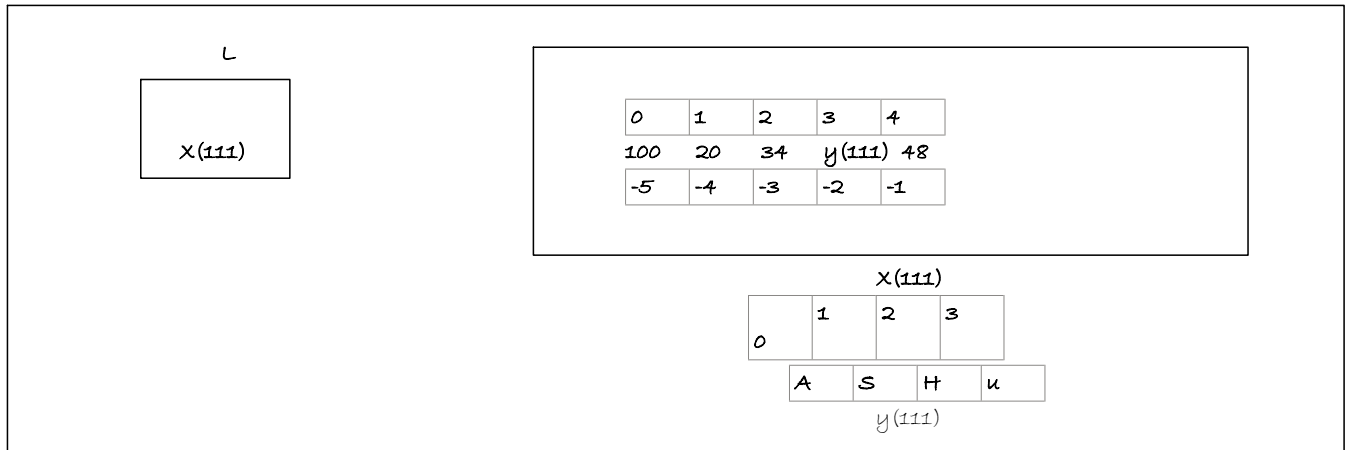 L
X(111)
0 1 2 3 4
100 20 34 y(111) 48
-5 -4 -3 -2 -1
X(111)
0 1 2 3
A S H u
y(111)